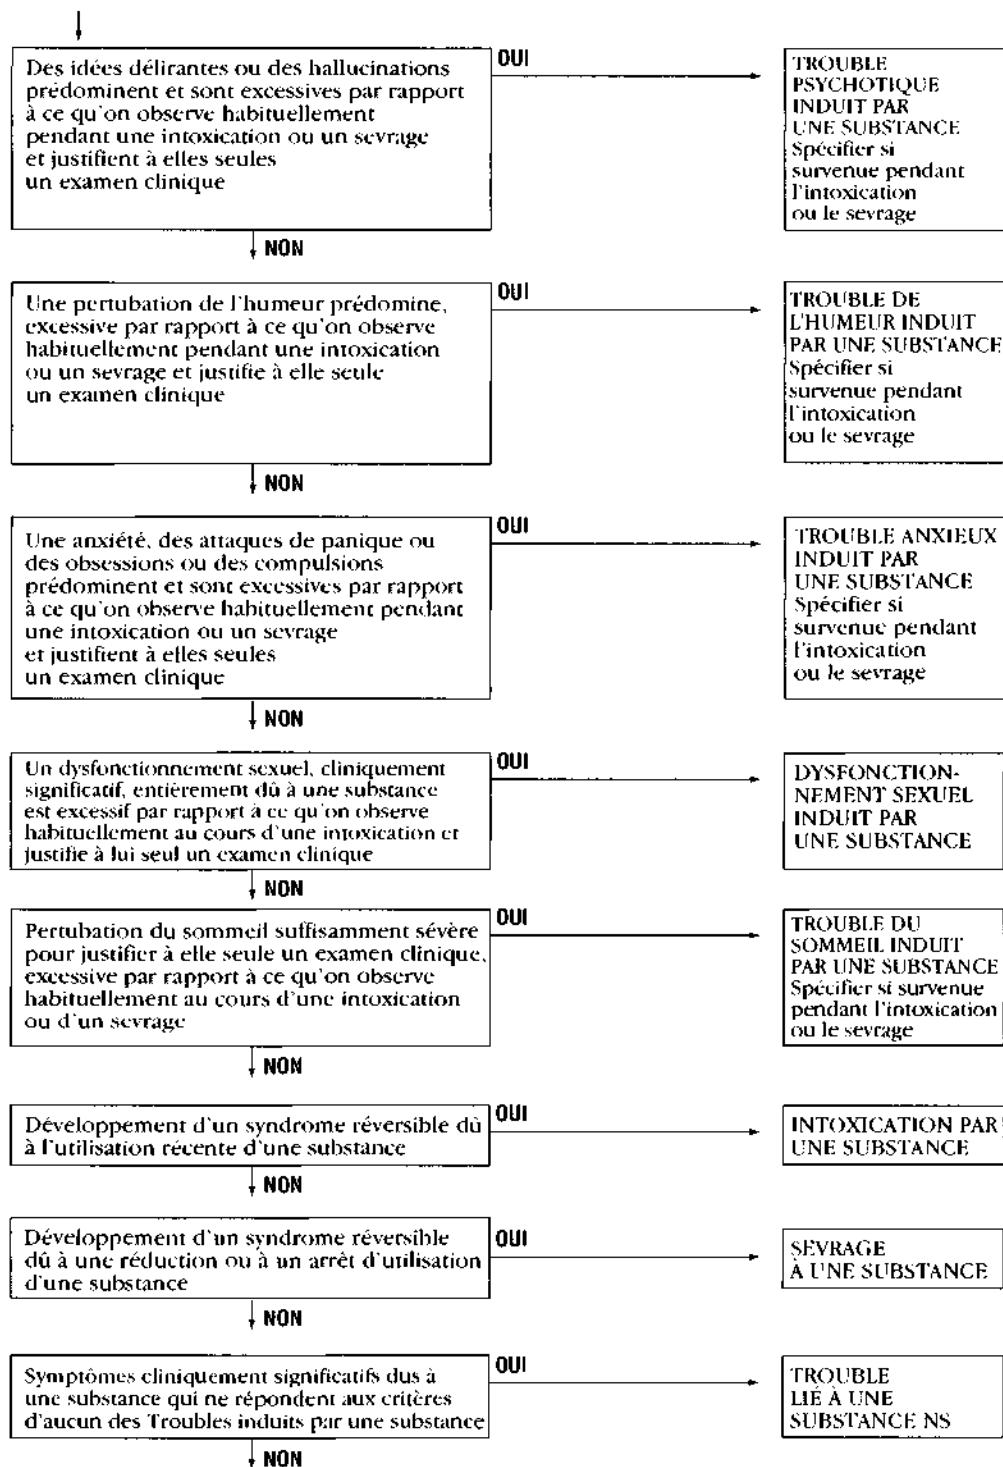 Des idées délirantes ou des hallucinations
prédominent et sont excessives par rapport
à ce qu'on observe habituellement
pendant une intoxication ou un sevrage
et justifient à elles seules
un examen clinique
OUI
TROUBLE
PSYCHOTIQUE
INDUIT PAR
UNE SUBSTANCE
Spécifier si
survenue pendant
l'intoxication
ou le sevrage
NON
Une pertubation de l'humeur prédomine,
excessive par rapport à ce qu'on observe
habituellement pendant une intoxication
ou un sevrage et justifie à elle seule
un examen clinique
OUI
TROUBLE DE
L'HUMEUR INDUIT
PAR UNE SUBSTANCE
Spécifier si
survenue pendant
l'intoxication
ou le sevrage
NON
Une anxiété, des attaques de panique ou
des obsessions ou des compulsions
prédominent et sont excessives par rapport
à ce qu'on observe habituellement pendant
une intoxication ou un sevrage
et justifient à elles seules
un examen clinique
OUI
TROUBLE ANXIEUX
INDUIT PAR
UNE SUBSTANCE
Spécifier si
survenue pendant
l'intoxication
ou le sevrage
NON
Un dysfonctionnement sexuel, cliniquement
significatif, entièrement dû à une substance
est excessif par rapport à ce qu'on observe
habituellement au cours d'une intoxication et
justifie à lui seul un examen clinique
OUI
DYSFONCTION-
NEMENT SEXUEL
INDUIT PAR
UNE SUBSTANCE
NON
Pertubation du sommeil suffisamment sévère
pour justifier à elle seule un examen clinique,
excessive par rapport à ce qu'on observe
habituellement au cours d'une intoxication
ou d'un sevrage
OUI
TROUBLE DU
SOMMEIL INDUIT
PAR UNE SUBSTANCE
Spécifier si survenue
pendant l'intoxication
ou le sevrage
NON
Développement d'un syndrome réversible dû
à l'utilisation récente d'une substance
OUI
INTOXICATION PAR
UNE SUBSTANCE
NON
Développement d'un syndrome réversible
dû à une réduction ou à un arrêt d'utilisation
d'une substance
OUI
SEVRAGE
À UNE SUBSTANCE
NON
Symptômes cliniquement significatifs dus à
une substance qui ne répondent aux critères
d'aucun des Troubles induits par une substance
OUI
TROUBLE
LIÉ À UNE
SUBSTANCE NS
NON